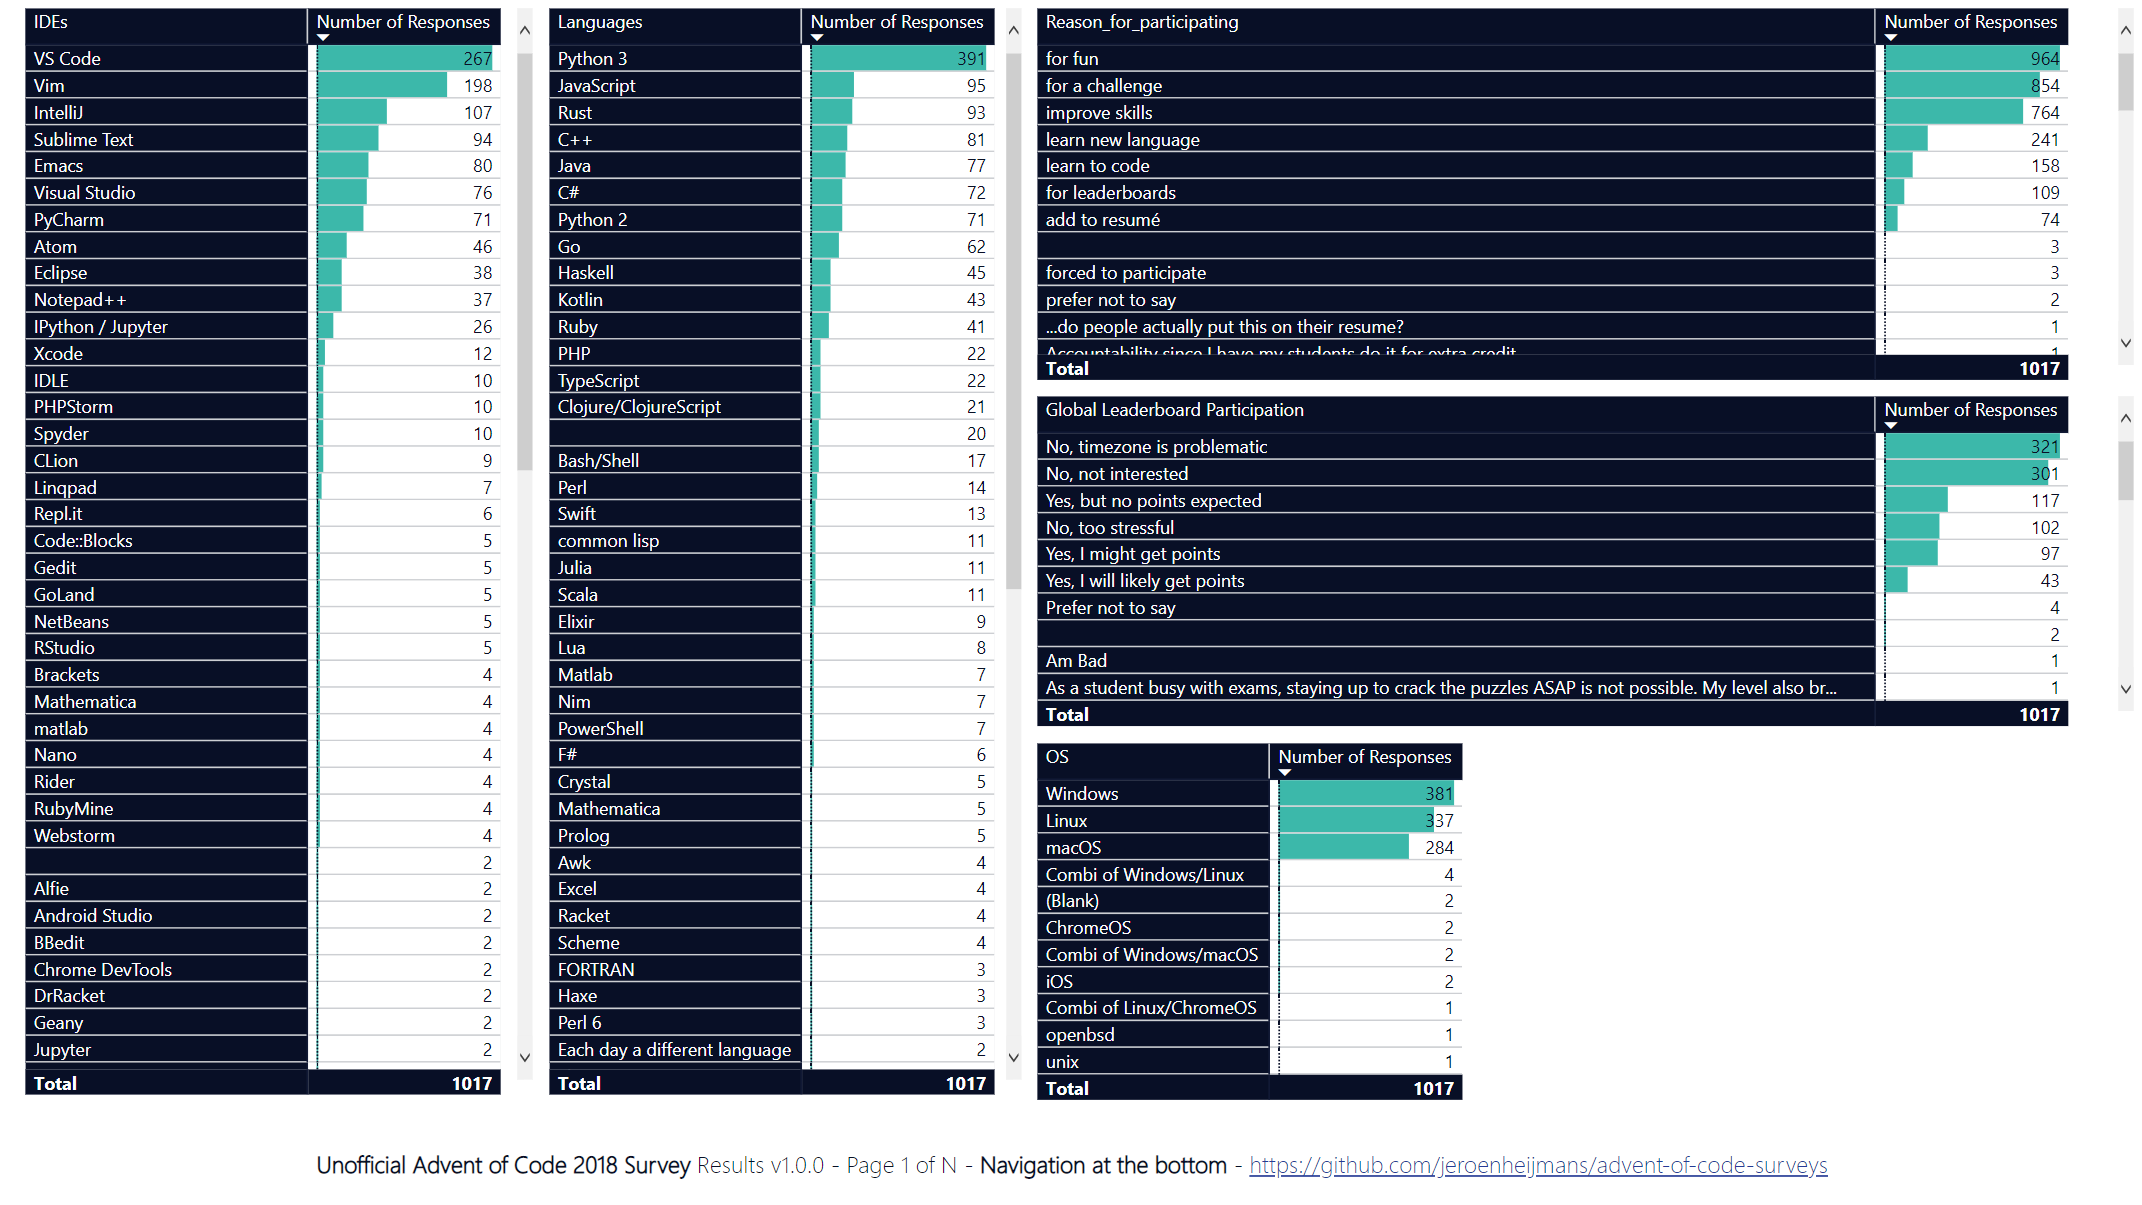 IDEs Number of Responses
VS Code 267
Vim 198
IntelliJ 107
Sublime Text 94
Emacs 80
Visual Studio 76
PyCharm 71
Atom 46
Eclipse 38
Notepad++ 37
IPython / Jupyter 26
Xcode 12
IDLE 10
PHPStorm 10
Spyder 10
CLion 9
Linqpad 7
Repl.it 6
Code::Blocks 5
Gedit 5
GoLand 5
NetBeans 5
RStudio 5
Brackets 4
Mathematica 4
matlab 4
Nano 4
Rider 4
RubyMine 4
Webstorm 4
2
Alfie 2
Android Studio 2
BBedit 2
Chrome DevTools 2
DrRacket 2
Geany 2
Jupyter 2
Total 1017
Languages Number of Responses
Python 3 391
JavaScript 95
Rust 93
C++ 81
Java 77
C# 72
Python 2 71
Go 62
Haskell 45
Kotlin 43
Ruby 41
PHP 22
TypeScript 22
Clojure/ClojureScript 21
20
Bash/Shell 17
Perl 14
Swift 13
common lisp 11
Julia 11
Scala 11
Elixir 9
Lua 8
Matlab 7
Nim 7
PowerShell 7
F# 6
Crystal 5
Mathematica 5
Prolog 5
Awk 4
Excel 4
Racket 4
Scheme 4
FORTRAN 3
Haxe 3
Perl 6 3
Each day a different language 2
Total 1017
Reason_for_participating Number of Responses
for fun 964
for a challenge 854
improve skills 764
learn new language 241
learn to code 158
for leaderboards 109
add to resumé 74
3
forced to participate 3
prefer not to say 2
...do people actually put this on their resume? 1
Accountability since I have my students do it for extra credit 1
Total 1017
Global Leaderboard Participation Number of Responses
No, timezone is problematic 321
No, not interested 301
Yes, but no points expected 117
No, too stressful 102
Yes, I might get points 97
Yes, I will likely get points 43
Prefer not to say 4
2
Am Bad 1
As a student busy with exams, staying up to crack the puzzles ASAP is not possible. My level also br... 1
Total 1017
OS Number of Responses
Windows 381
Linux 337
macOS 284
Combi of Windows/Linux 4
(Blank) 2
ChromeOS 2
Combi of Windows/macOS 2
iOS 2
Combi of Linux/ChromeOS 1
openbsd 1
unix 1
Total 1017
Unofficial Advent of Code 2018 Survey Results v1.0.0 - Page 1 of N - Navigation at the bottom - https://github.com/jeroenheijmans/advent-of-code-surveys